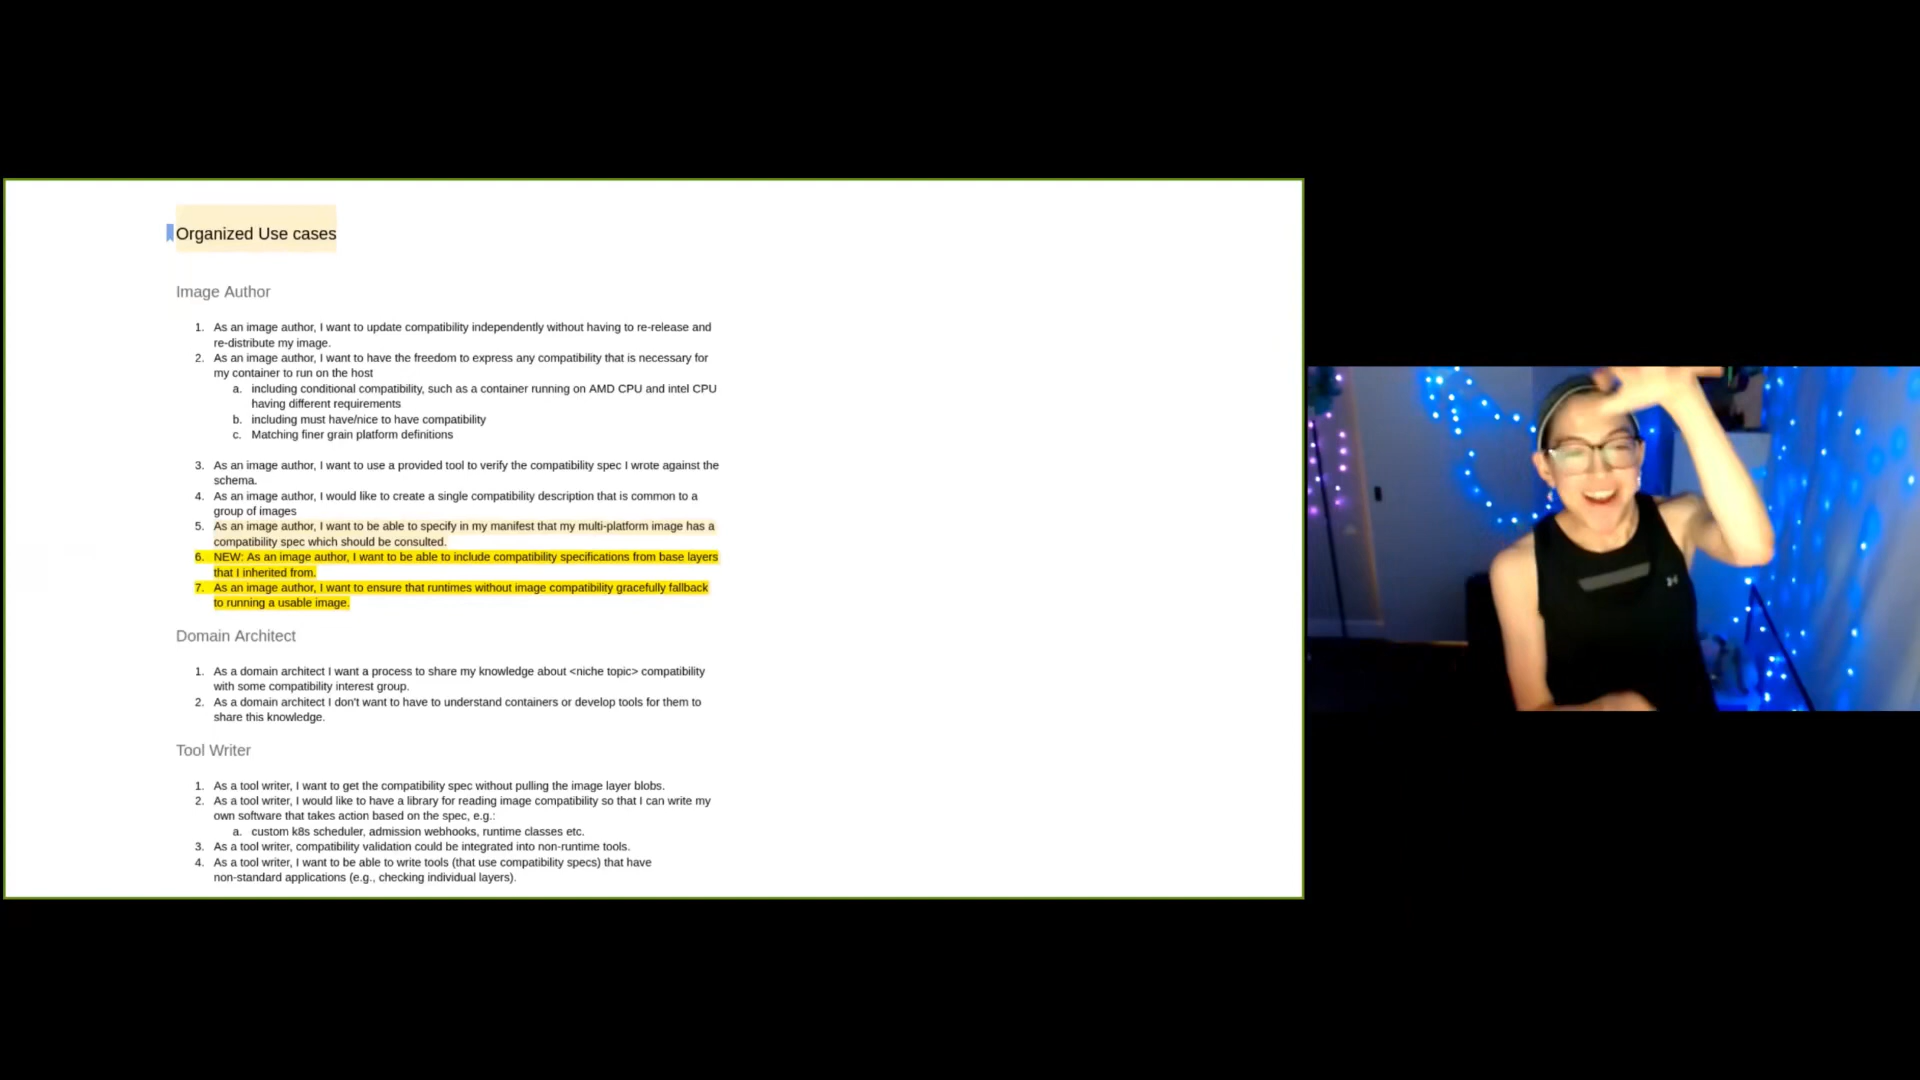 Organized Use cases
Image Author
1. As an image author, I want to update compatibility independently without having to re-release and
re-distribute my image.
2. As an image author, I want to have the freedom to express any compatibility that is necessary for
my container to run on the host
a. including conditional compatibility, such as a container running on AMD CPU and intel CPU
having different requirements
b. including must have/nice to have compatibility
c. Matching finer grain platform definitions
3. As an image author, I want to use a provided tool to verify the compatibility spec I wrote against the
schema.
4. As an image author, I would like to create a single compatibility description that is common to a
group of images
5. As an image author, I want to be able to specify in my manifest that my multi-platform image has a
compatibility spec which should be consulted.
6. NEW: As an image author, I want to be able to include compatibility specifications from base layers
that I inherited from.
7. As an image author, I want to ensure that runtimes without image compatibility gracefully fallback
to running a usable image.
Domain Architect
1. As a domain architect I want a process to share my knowledge about <niche topic> compatibility
with some compatibility interest group.
2. As a domain architect I don't want to have to understand containers or develop tools for them to
share this knowledge.
Tool Writer
1. As a tool writer, I want to get the compatibility spec without pulling the image layer blobs.
2. As a tool writer, I would like to have a library for reading image compatibility so that I can write my
own software that takes action based on the spec, e.g.:
a. custom k8s scheduler, admission webhooks, runtime classes etc.
3. As a tool writer, compatibility validation could be integrated into non-runtime tools.
4. As a tool writer, I want to be able to write tools (that use compatibility specs) that have
non-standard applications (e.g., checking individual layers).